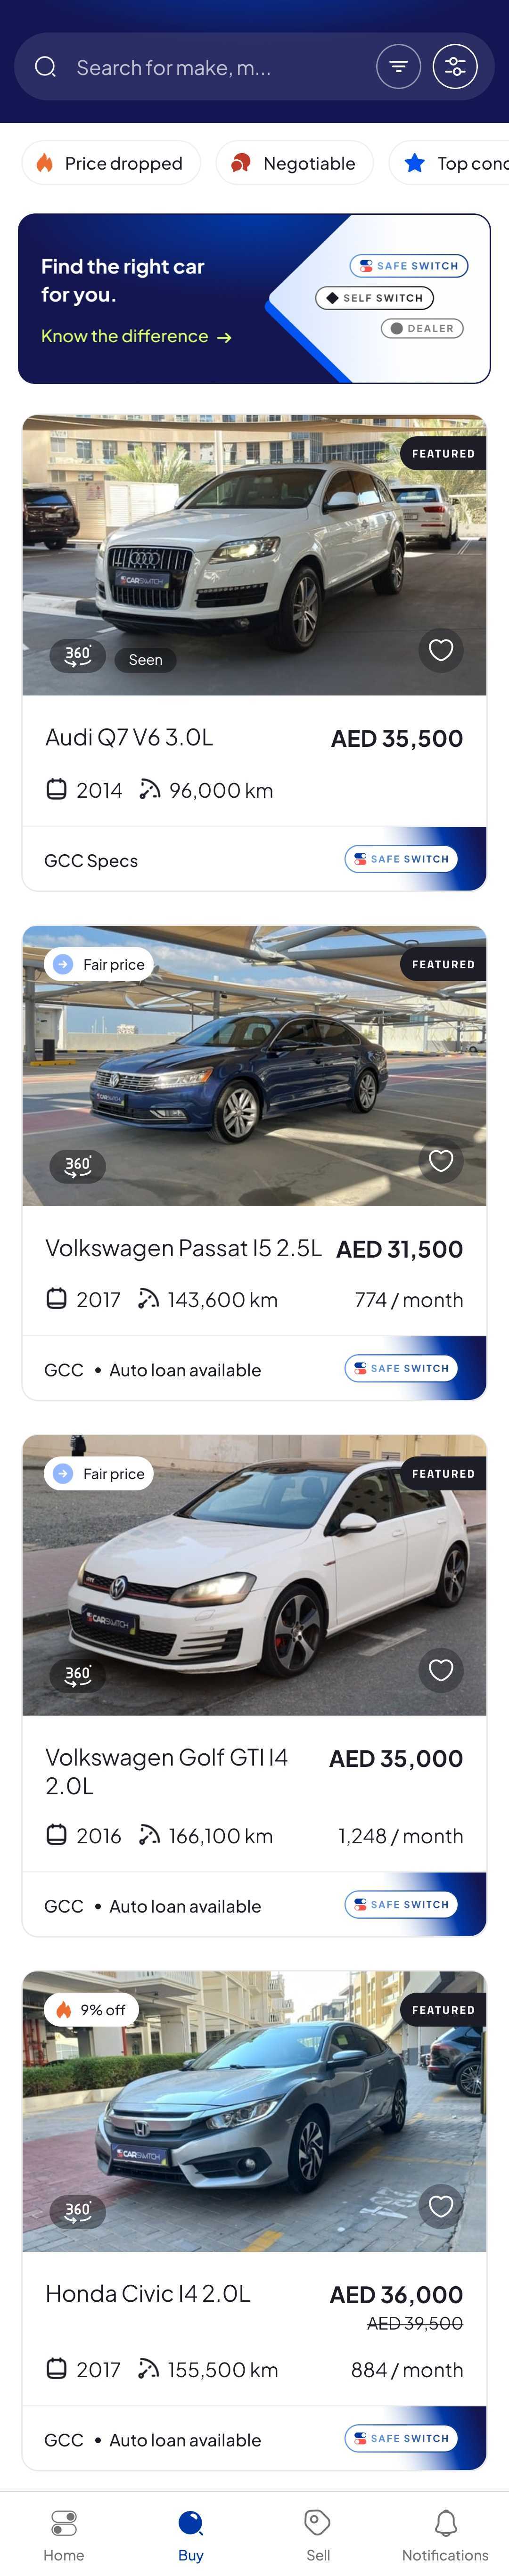 Search for make, m...
Price dropped
Negotiable
Top conc
Find the right car
for you.
Know the difference →
SAFE SWITCH
SELF SWITCH
DEALER
FEATURED
CARSWITCH
360°
Seen
Audi Q7 V6 3.0L
AED 35,500
2014
96,000 km
GCC Specs
SAFE SWITCH
Fair price
FEATURED
CARSWITCH
360°
Volkswagen Passat I5 2.5L
AED 31,500
2017
143,600 km
774 / month
GCC • Auto loan available
SAFE SWITCH
Fair price
FEATURED
CARSWITCH
360°
Volkswagen Golf GTI I4
2.0L
AED 35,000
2016
166,100 km
1,248 / month
GCC • Auto loan available
SAFE SWITCH
9% off
FEATURED
CARSWITCH
360°
Honda Civic I4 2.0L
AED 36,000
AED 39,500
2017
155,500 km
884 / month
GCC • Auto loan available
SAFE SWITCH
Home
Buy
Sell
Notifications